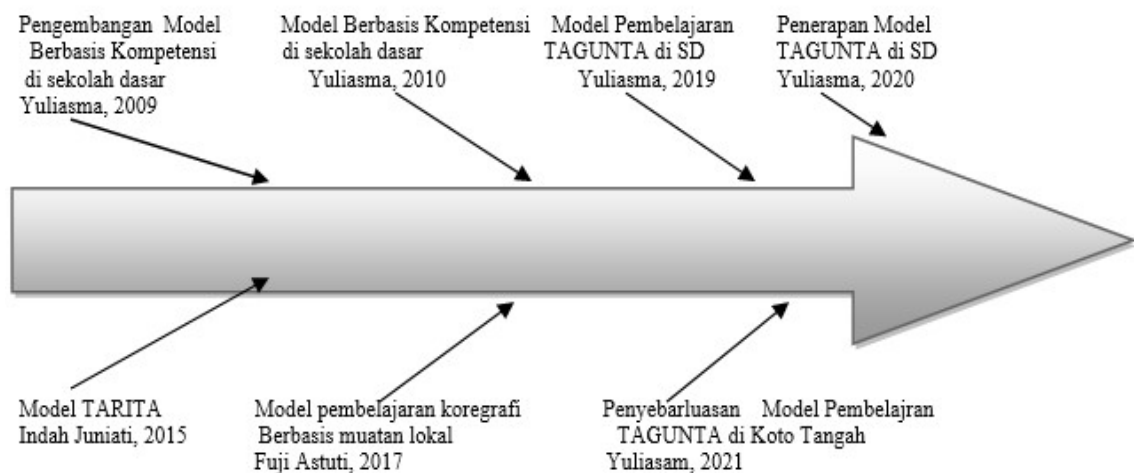 Pengembangan Model
Berbasis Kompetensi
di sekolah dasar
Yuliasma, 2009
Model Berbasis Kompetensi
di sekolah dasar
Yuliasma, 2010
Model Pembelajaran
TAGUNTA di SD
Yuliasma, 2019
Penerapan Model
TAGUNTA di SD
Yuliasma, 2020
Model TARITA
Indah Juniati, 2015
Model pembelajaran koregrafi
Berbasis muatan lokal
Fuji Astuti, 2017
Penyebarluasan Model Pembelajran
TAGUNTA di Koto Tangah
Yuliasam, 2021